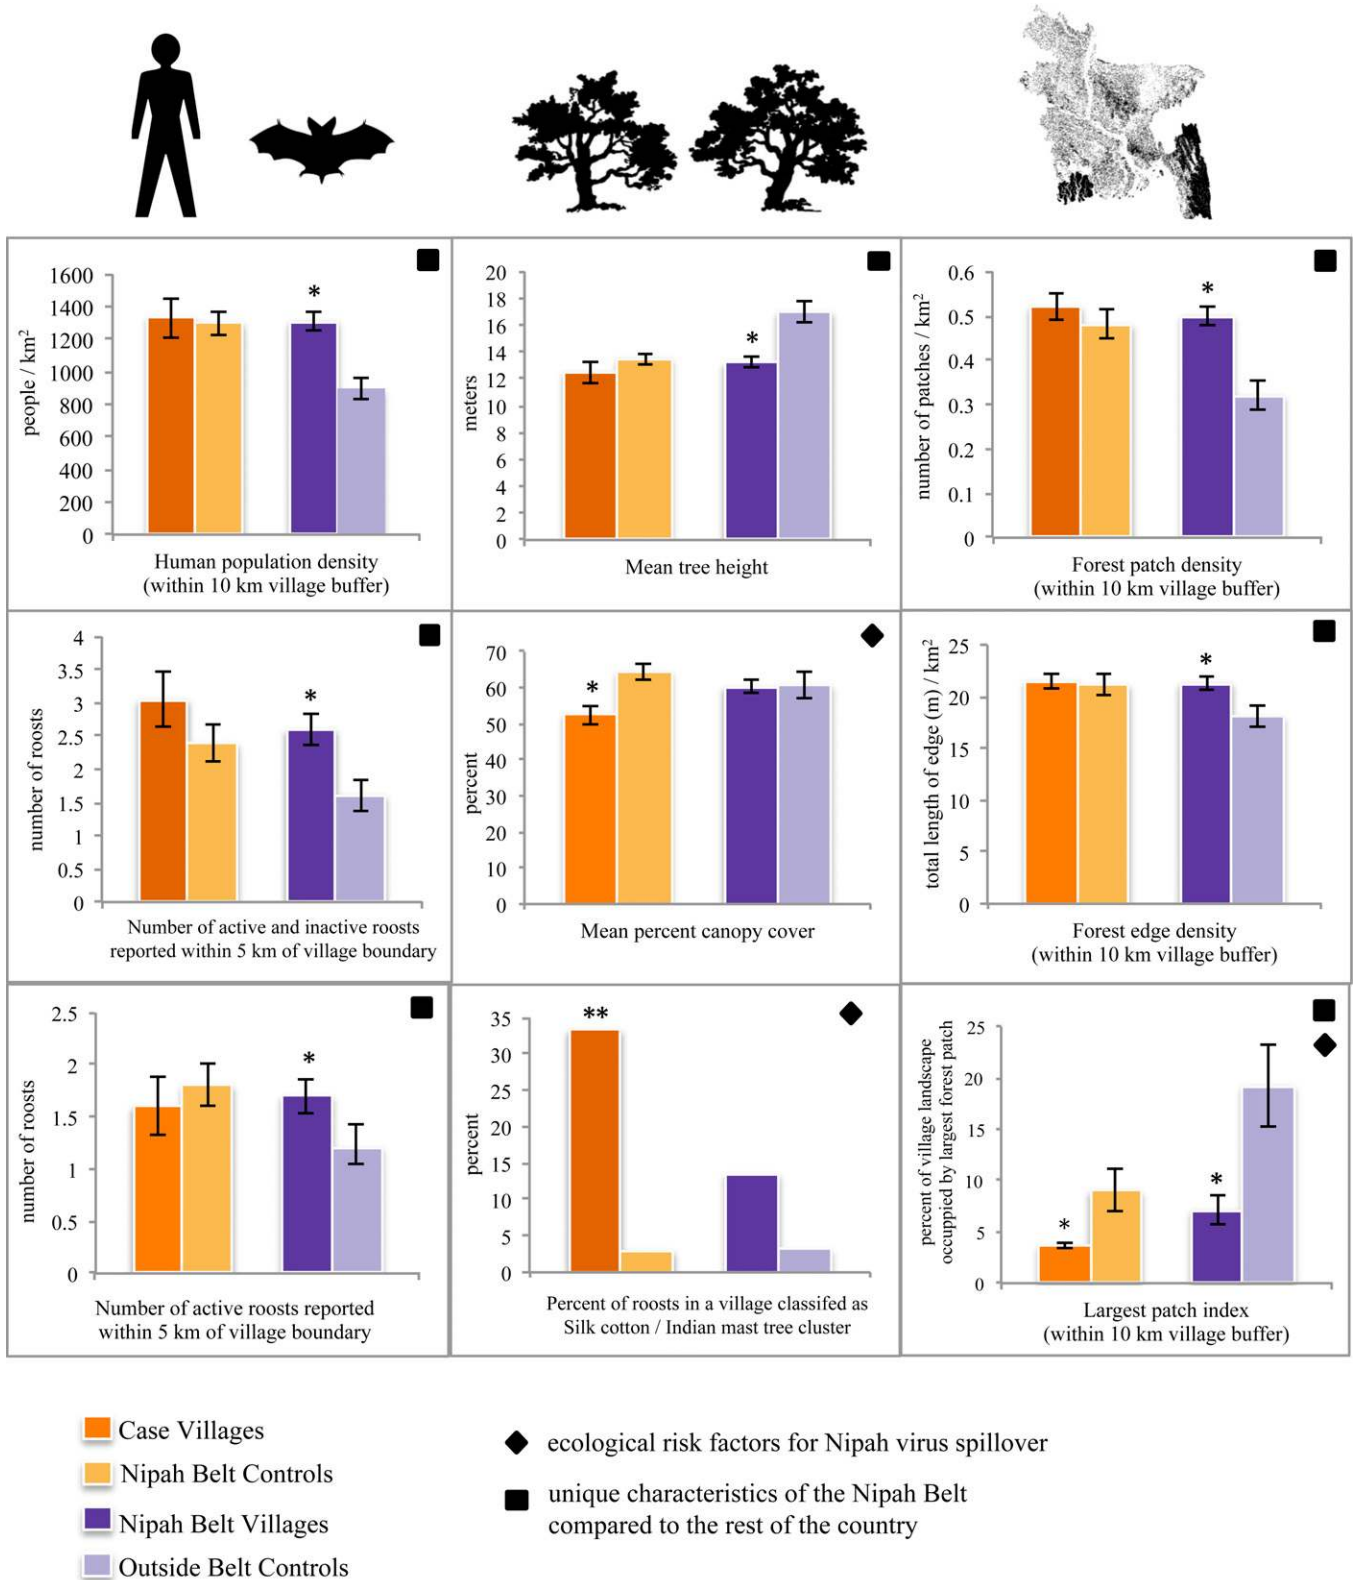 1600
1400
1200
1000
800
600
400
200
0
people / km²
*
Human population density
(within 10 km village buffer)
20
18
16
14
12
10
8
6
4
2
0
meters
*
Mean tree height
0.6
0.5
0.4
0.3
0.2
0.1
0
number of patches / km²
*
Forest patch density
(within 10 km village buffer)
4
3.5
3
2.5
2
1.5
1
0.5
0
number of roosts
*
Number of active and inactive roosts
reported within 5 km of village boundary
70
60
50
40
30
20
10
0
percent
*
Mean percent canopy cover
25
20
15
10
5
0
total length of edge (m) / km²
*
Forest edge density
(within 10 km village buffer)
2.5
2
1.5
1
0.5
0
number of roosts
*
Number of active roosts reported
within 5 km of village boundary
35
30
25
20
15
10
5
0
percent
**
Percent of roosts in a village classifed as
Silk cotton / Indian mast tree cluster
25
20
15
10
5
0
percent of village landscape
occuppied by largest forest patch
*
*
Largest patch index
(within 10 km village buffer)
Case Villages
Nipah Belt Controls
Nipah Belt Villages
Outside Belt Controls
ecological risk factors for Nipah virus spillover
unique characteristics of the Nipah Belt
compared to the rest of the country